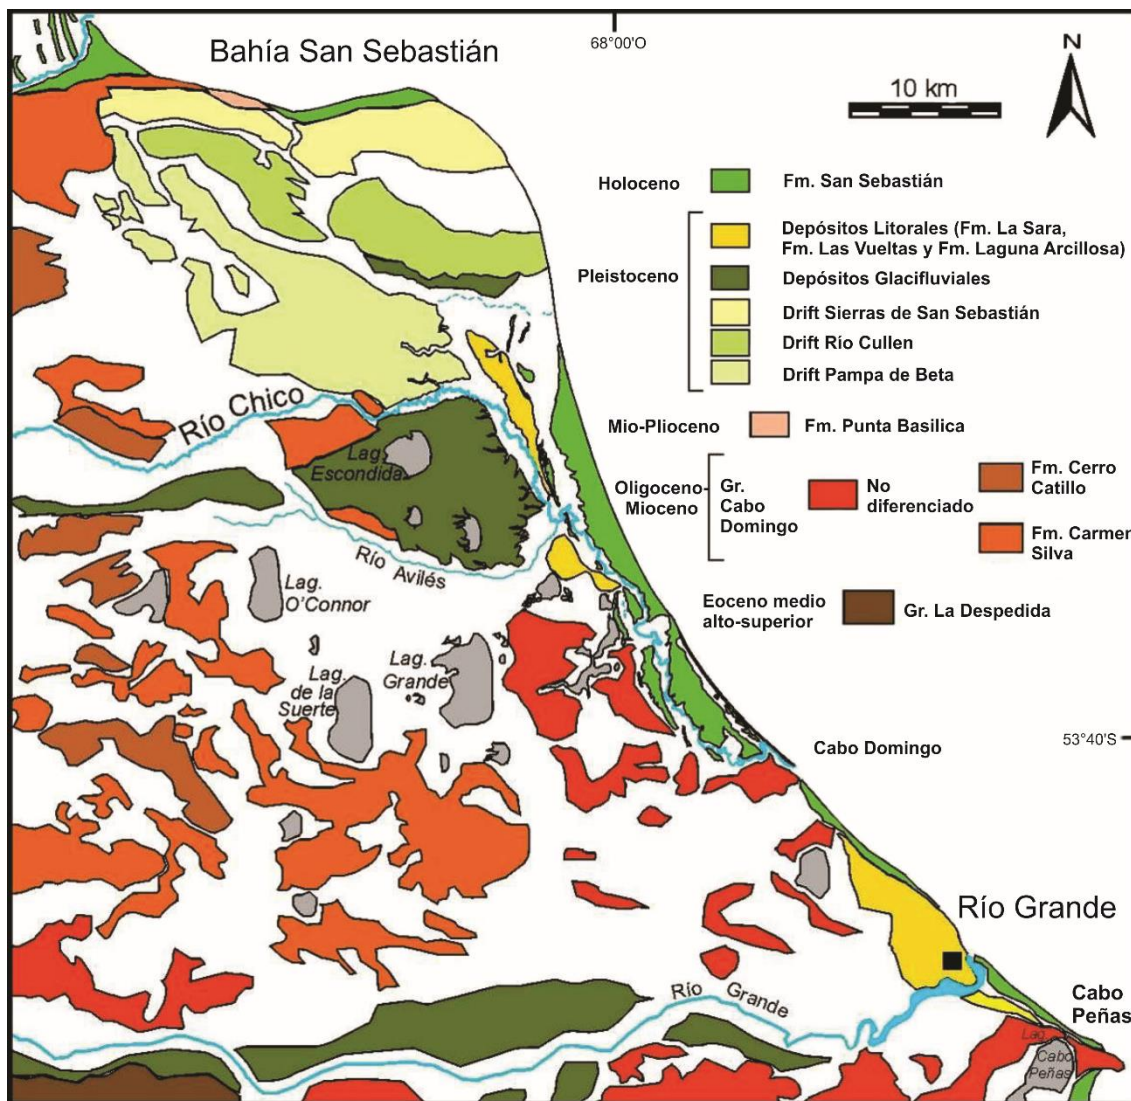 Bahía San Sebastián
68°00'O
N
10 km
Holoceno
Fm. San Sebastián
Pleistoceno
Depósitos Litorales (Fm. La Sara,
Fm. Las Vueltas y Fm. Laguna Arcillosa)
Depósitos Glacifluviales
Drift Sierras de San Sebastián
Drift Río Cullen
Drift Pampa de Beta
Mio-Plioceno
Fm. Punta Basilica
Oligoceno-
Mioceno
Gr.
Cabo
Domingo
No
diferenciado
Fm. Cerro
Catillo
Fm. Carmen
Silva
Eoceno medio
alto-superior
Gr. La Despedida
Río Chico
Lag.
Escondida
Río Avilés
Lag.
O'Connor
Lag.
Grande
Lag.
de la
Suerte
Cabo Domingo
53°40'S
Río Grande
Río Grande
Cabo
Peñas
Lag.
Cabo
Peñas